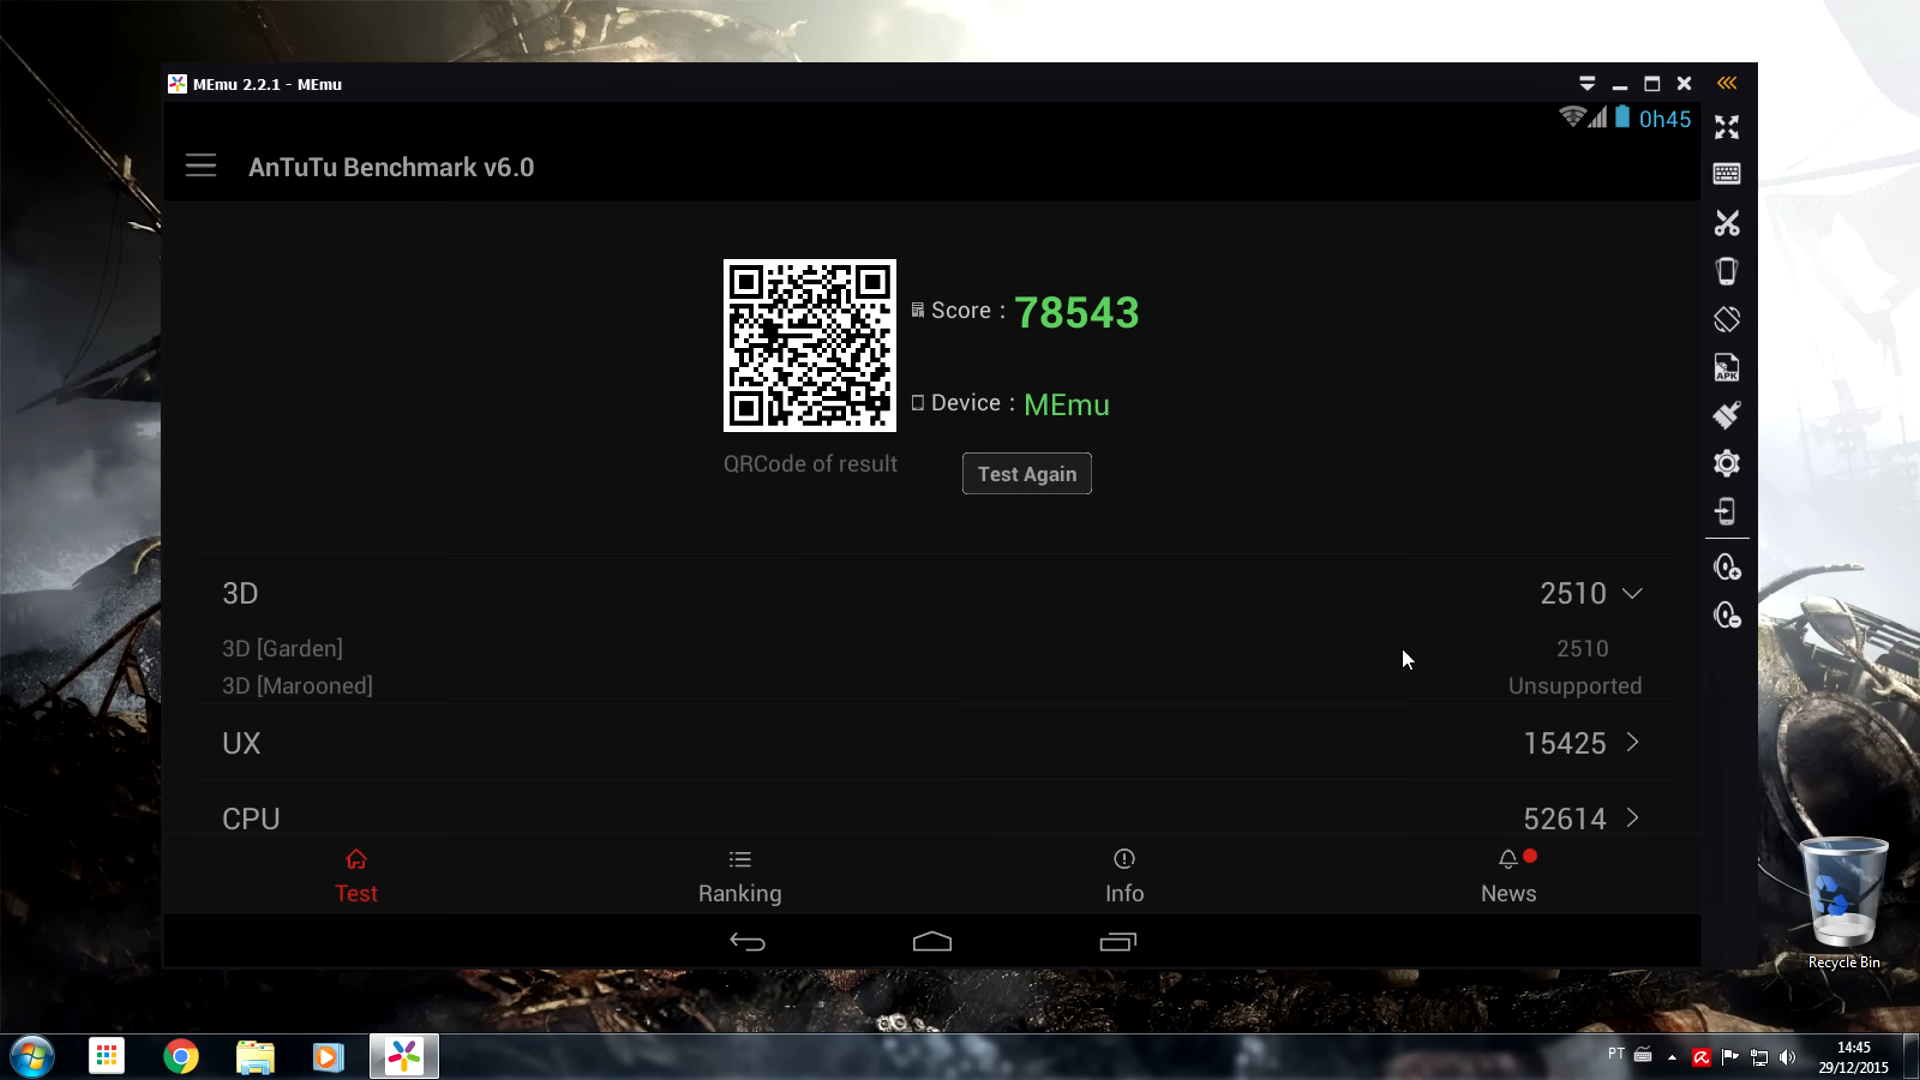 MEmu 2.2.1 - MEmu
0h45
AnTuTu Benchmark v6.0
Score : 78543
Device : MEmu
QRCode of result
Test Again
3D 2510
3D [Garden] 2510
3D [Marooned] Unsupported
UX 15425
CPU 52614
Test
Ranking
Info
News
APK
Recycle Bin
PT
14:45
29/12/2015